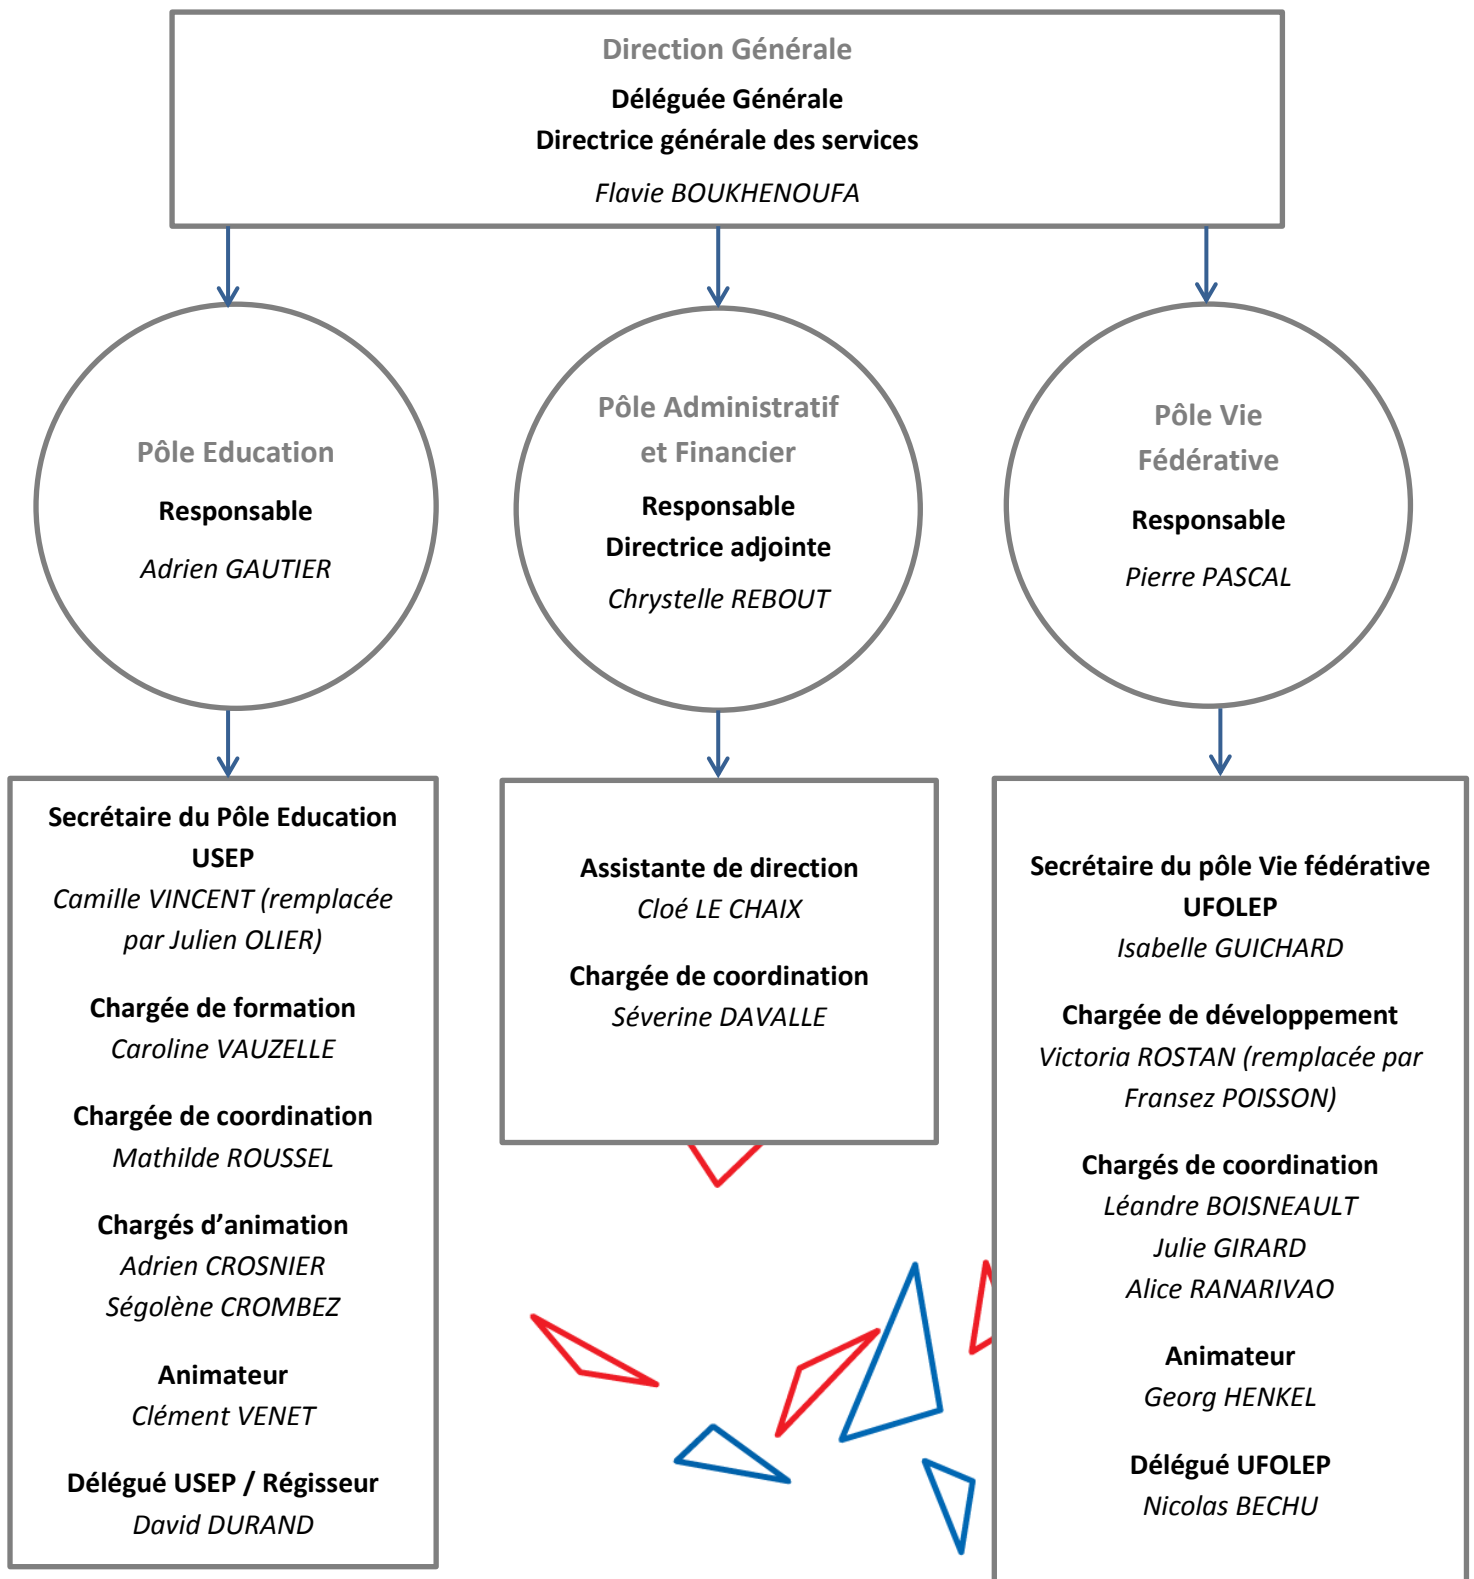 Direction Générale
Déléguée Générale
Directrice générale des services
Flavie BOUKHENOUFA
Pôle Education
Responsable
Adrien GAUTIER
Pôle Administratif
et Financier
Responsable
Directrice adjointe
Chrystelle REBOUT
Pôle Vie
Fédérative
Responsable
Pierre PASCAL
Secrétaire du Pôle Education
USEP
Camille VINCENT (remplacée
par Julien OLIER)
Chargée de formation
Caroline VAUZELLE
Chargée de coordination
Mathilde ROUSSEL
Chargés d’animation
Adrien CROSNIER
Ségolène CROMBEZ
Animateur
Clément VENET
Délégué USEP / Régisseur
David DURAND
Assistante de direction
Cloé LE CHAIX
Chargée de coordination
Séverine DAVALLE
Secrétaire du pôle Vie fédérative
UFOLEP
Isabelle GUICHARD
Chargée de développement
Victoria ROSTAN (remplacée par
Fransez POISSON)
Chargés de coordination
Léandre BOISNEAULT
Julie GIRARD
Alice RANARIVAO
Animateur
Georg HENKEL
Délégué UFOLEP
Nicolas BECHU